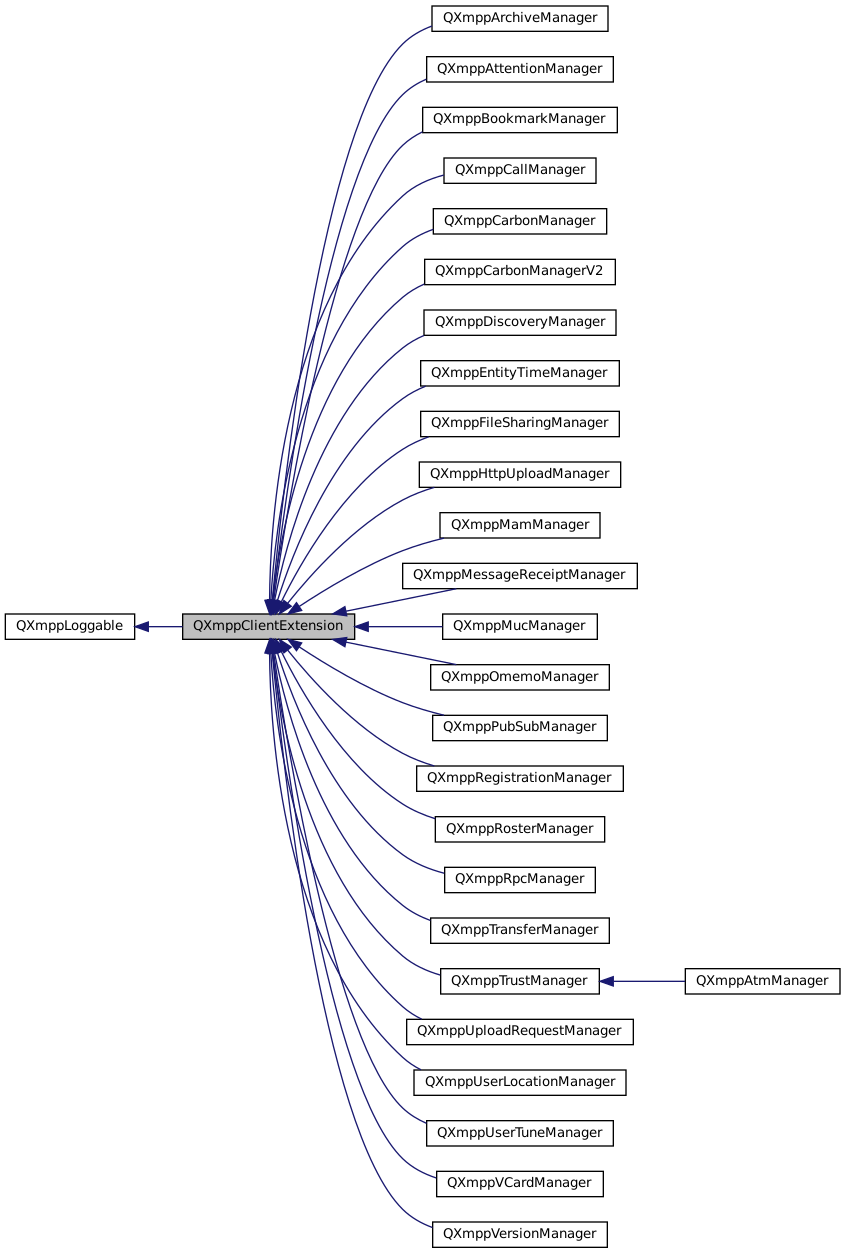 QXmppArchiveManager
QXmppAttentionManager
QXmppBookmarkManager
QXmppCallManager
QXmppCarbonManager
QXmppCarbonManagerV2
QXmppDiscoveryManager
QXmppEntityTimeManager
QXmppFileSharingManager
QXmppHttpUploadManager
QXmppMamManager
QXmppMessageReceiptManager
QXmppLoggable
QXmppClientExtension
QXmppMucManager
QXmppOmemoManager
QXmppPubSubManager
QXmppRegistrationManager
QXmppRosterManager
QXmppRpcManager
QXmppTransferManager
QXmppTrustManager
QXmppAtmManager
QXmppUploadRequestManager
QXmppUserLocationManager
QXmppUserTuneManager
QXmppVCardManager
QXmppVersionManager